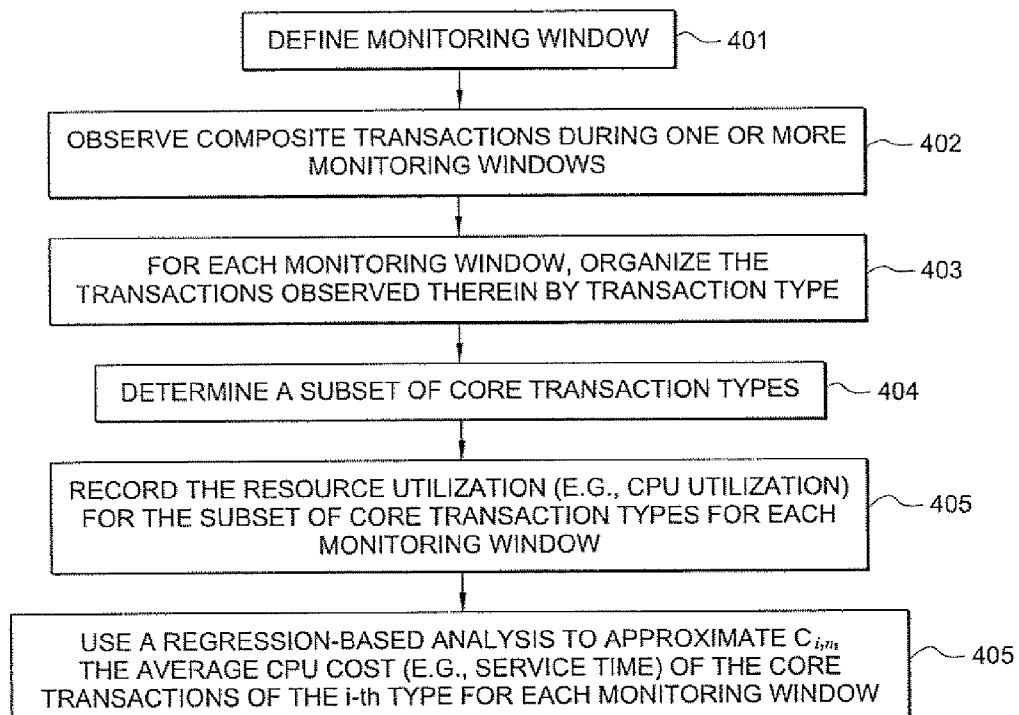 DEFINE MONITORING WINDOW
401
OBSERVE COMPOSITE TRANSACTIONS DURING ONE OR MORE
MONITORING WINDOWS
402
FOR EACH MONITORING WINDOW, ORGANIZE THE
TRANSACTIONS OBSERVED THEREIN BY TRANSACTION TYPE
403
DETERMINE A SUBSET OF CORE TRANSACTION TYPES
404
RECORD THE RESOURCE UTILIZATION (E.G., CPU UTILIZATION)
FOR THE SUBSET OF CORE TRANSACTION TYPES FOR EACH
MONITORING WINDOW
405
USE A REGRESSION-BASED ANALYSIS TO APPROXIMATE C i,n,
THE AVERAGE CPU COST (E.G., SERVICE TIME) OF THE CORE
TRANSACTIONS OF THE i-th TYPE FOR EACH MONITORING WINDOW
405